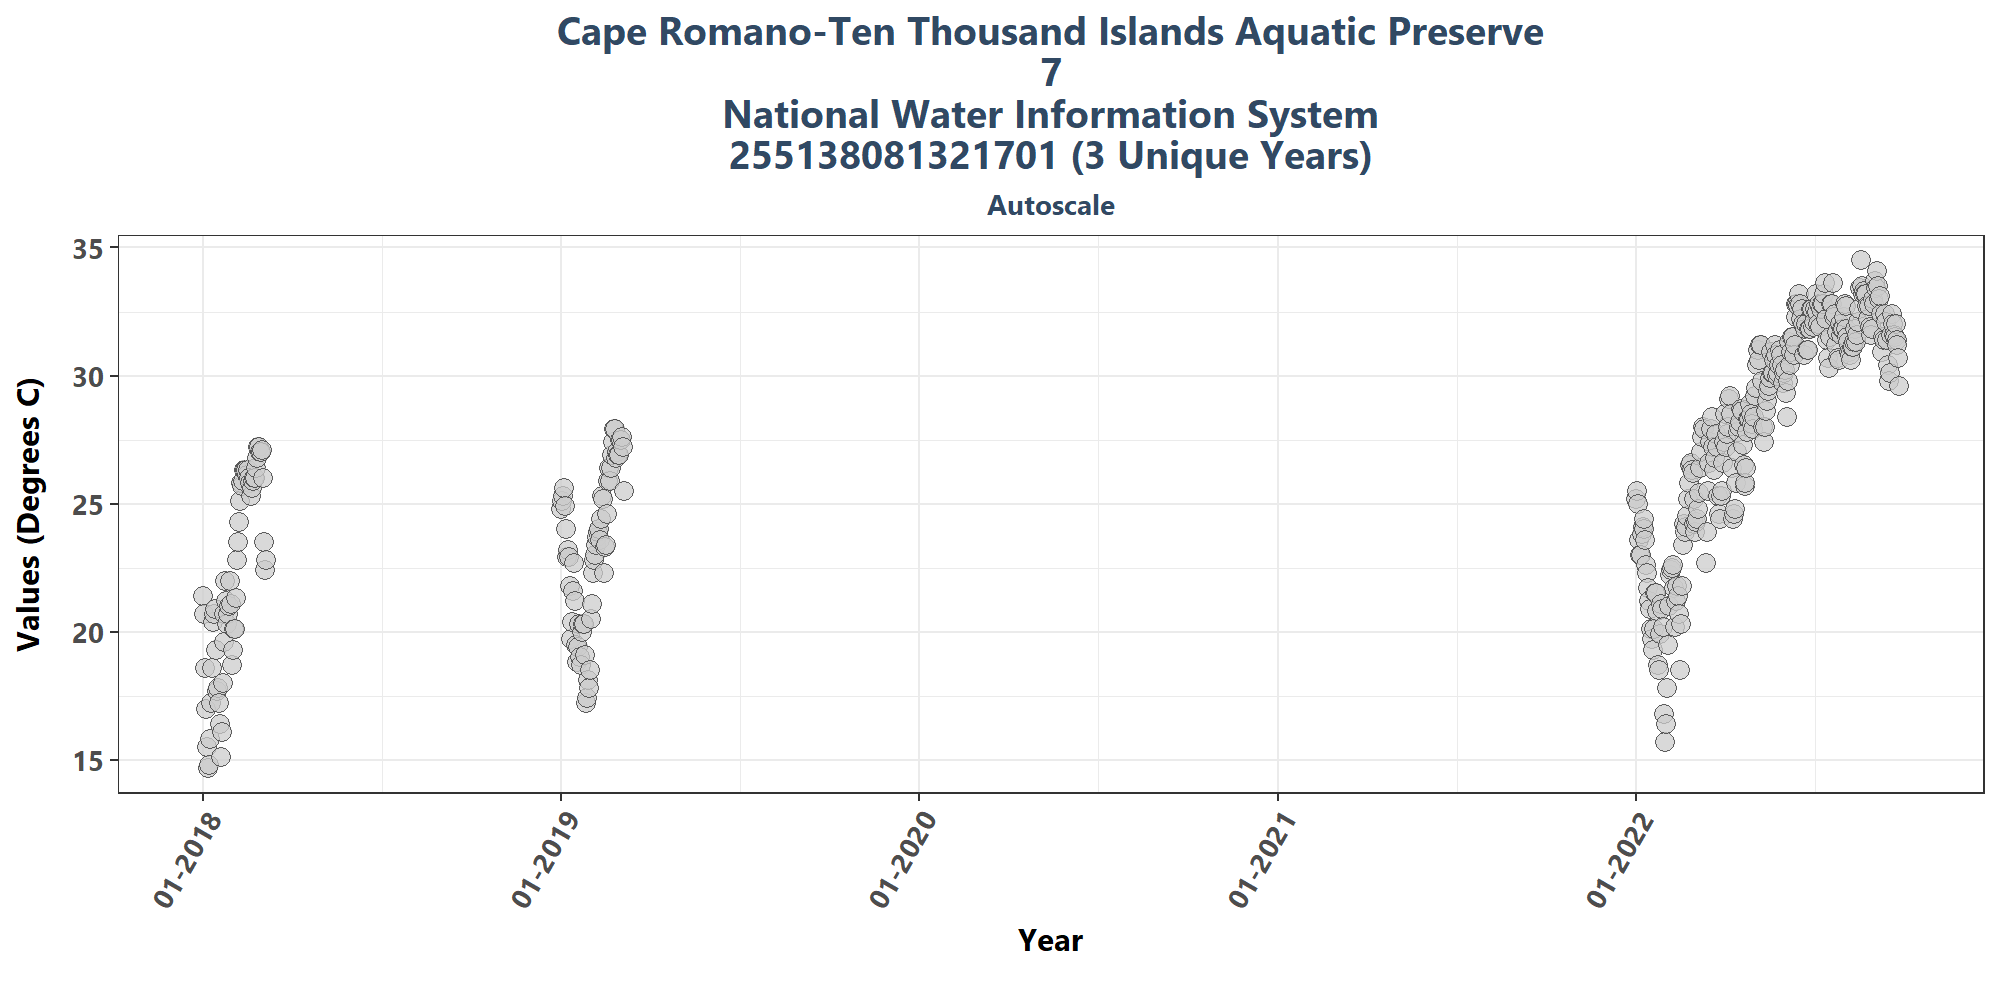 Cape Romano-Ten Thousand Islands Aquatic Preserve
7
National Water Information System
255138081321701 (3 Unique Years)
Autoscale
Values (Degrees C)
35
30
25
20
15
01-2018
01-2019
01-2020
01-2021
01-2022
Year